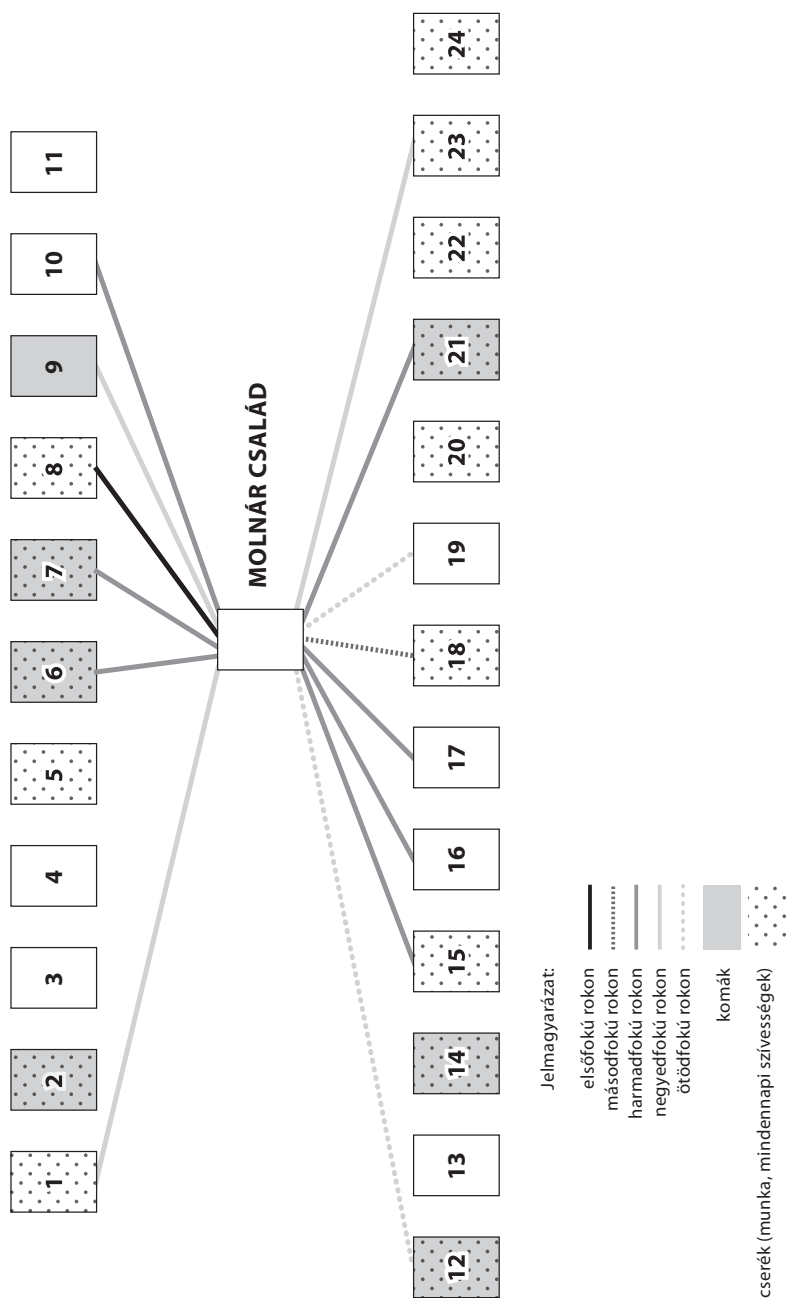 1 2 3 4 5 6 7 8 9 10 11
MOLNÁR CSALÁD
12 13 14 15 16 17 18 19 20 21 22 23 24
Jelmagyarázat:
elsőfokú rokon
másodfokú rokon
harmadfokú rokon
negyedfokú rokon
ötödfokú rokon
komák
cserék (munka, mindennapi szívességek)